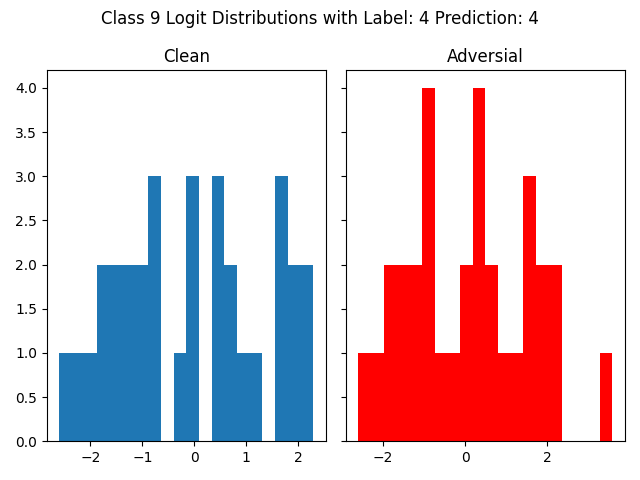 Class 9 Logit Distributions with Label: 4 Prediction: 4
Clean
Adversial
4.0
3.5
3.0
2.5
2.0
1.5
1.0
0.5
0.0
−2 −1 0 1 2
−2 0 2